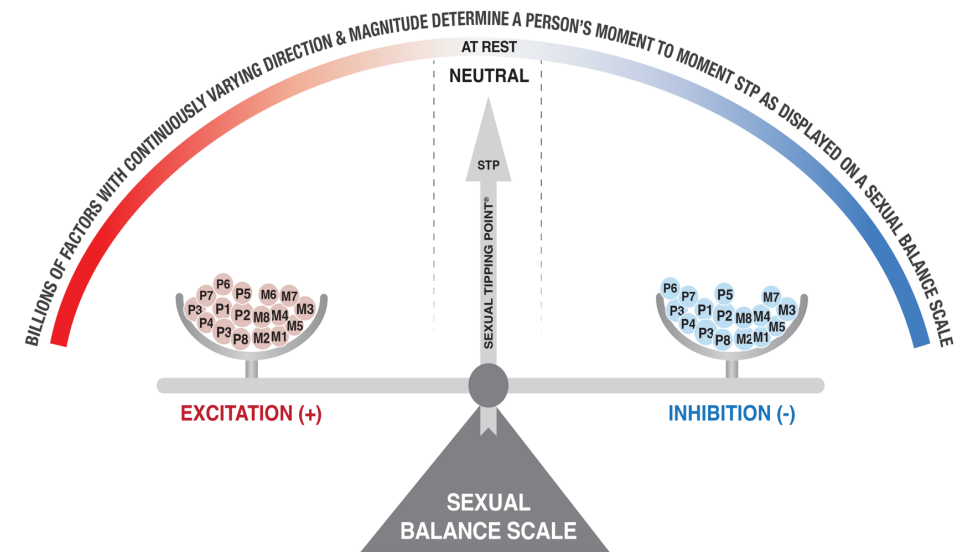 BILLIONS OF FACTORS WITH CONTINUOUSLY VARYING DIRECTION & MAGNITUDE DETERMINE A PERSON'S MOMENT TO MOMENT STP AS DISPLAYED ON A SEXUAL BALANCE SCALE
AT REST
NEUTRAL
STP
SEXUAL TIPPING POINT®
P6
P7
P5
M6
M7
P3
P1
P2
M8
M4
M3
P4
P3
M5
P8
M2
M1
P6
P7
P5
M7
P3
P1
P2
M8
M4
M3
P4
P3
M5
P8
M2
M1
EXCITATION (+)
INHIBITION (-)
SEXUAL
BALANCE SCALE